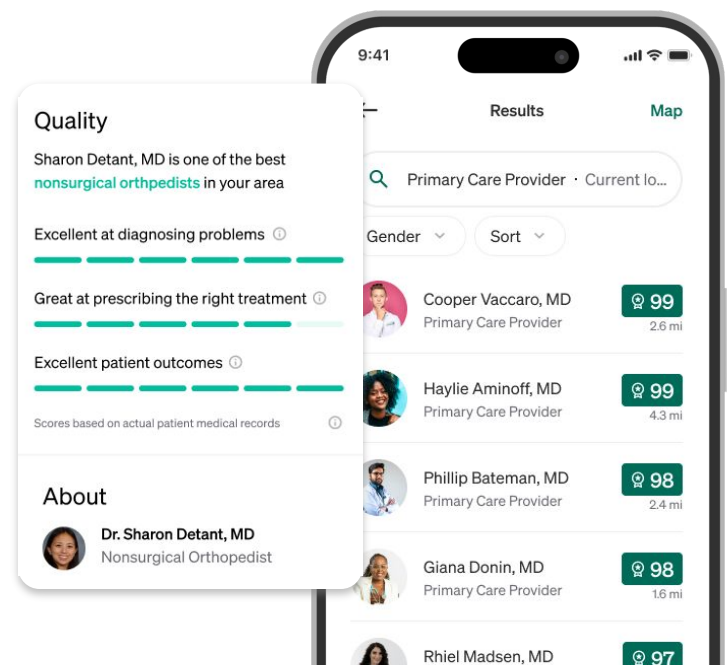 Quality
Sharon Detant, MD is one of the best
nonsurgical orthpedists in your area
Excellent at diagnosing problems
Great at prescribing the right treatment
Excellent patient outcomes
Scores based on actual patient medical records
About
Dr. Sharon Detant, MD
Nonsurgical Orthopedist
9:41
Results
Map
Primary Care Provider · Current lo...
Gender
Sort
Cooper Vaccaro, MD
Primary Care Provider
99
2.6 mi
Haylie Aminoff, MD
Primary Care Provider
99
4.3 mi
Phillip Bateman, MD
Primary Care Provider
98
2.4 mi
Giana Donin, MD
Primary Care Provider
98
1.6 mi
Rhiel Madsen, MD
97